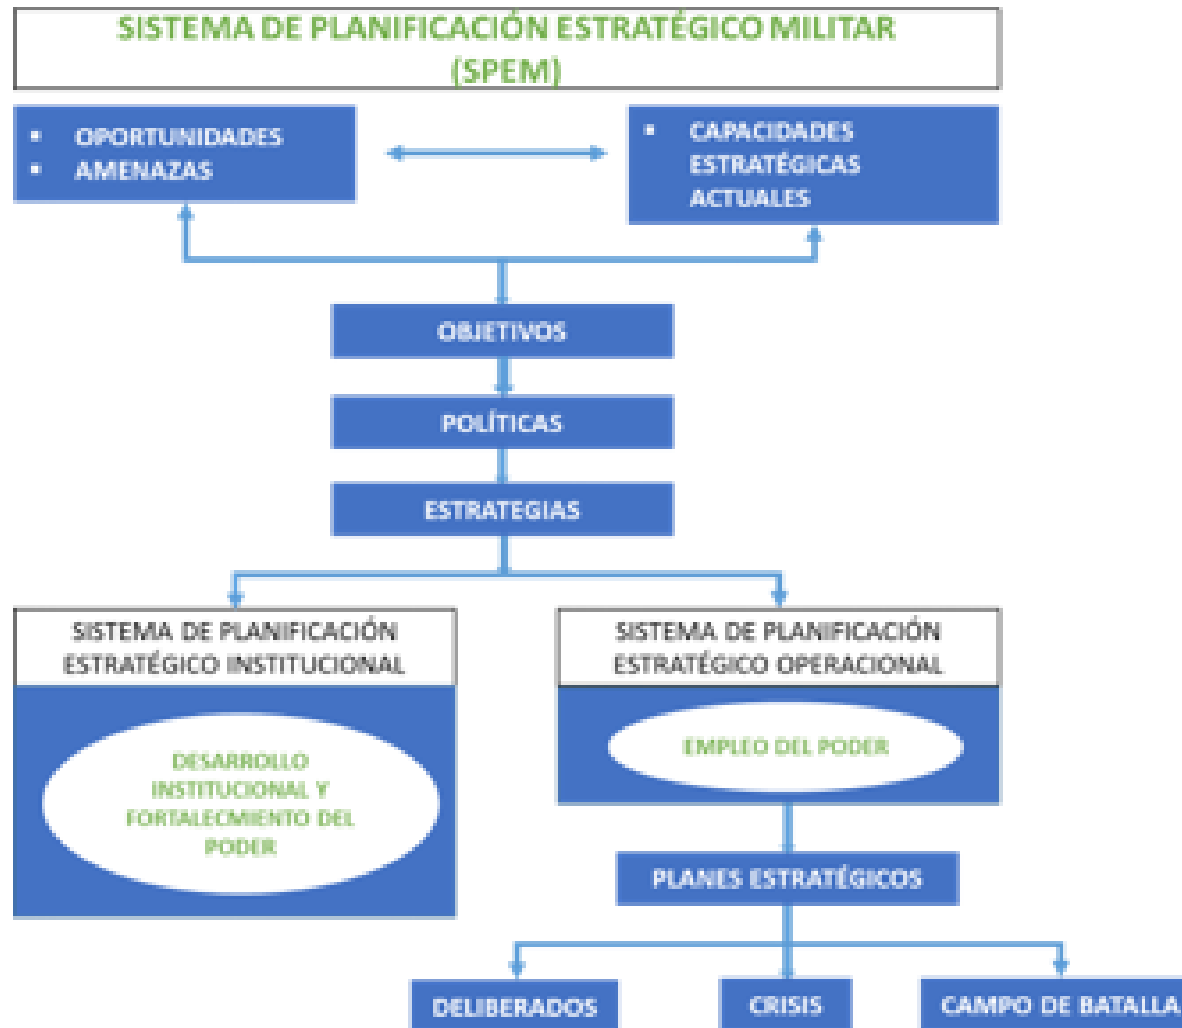 SISTEMA DE PLANIFICACIÓN ESTRATÉGICO MILITAR
(SPEM)
▪ OPORTUNIDADES
▪ AMENAZAS
▪ CAPACIDADES
ESTRATÉGICAS
ACTUALES
OBJETIVOS
POLÍTICAS
ESTRATEGIAS
SISTEMA DE PLANIFICACIÓN
ESTRATÉGICO INSTITUCIONAL
DESARROLLO
INSTITUCIONAL Y
FORTALECMIENTO DEL
PODER
SISTEMA DE PLANIFICACIÓN
ESTRATÉGICO OPERACIONAL
EMPLEO DEL PODER
PLANES ESTRATÉGICOS
DELIBERADOS
CRISIS
CAMPO DE BATALLA